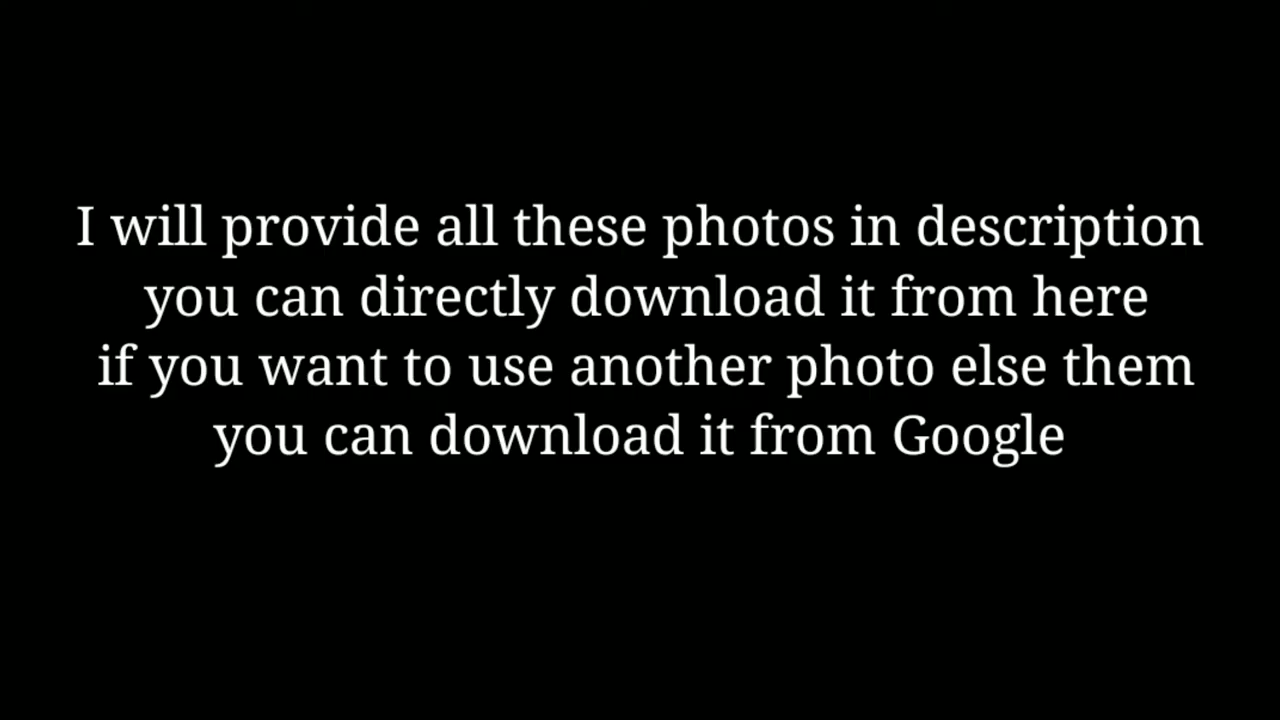 I will provide all these photos in description
you can directly download it from here
if you want to use another photo else them
you can download it from Google